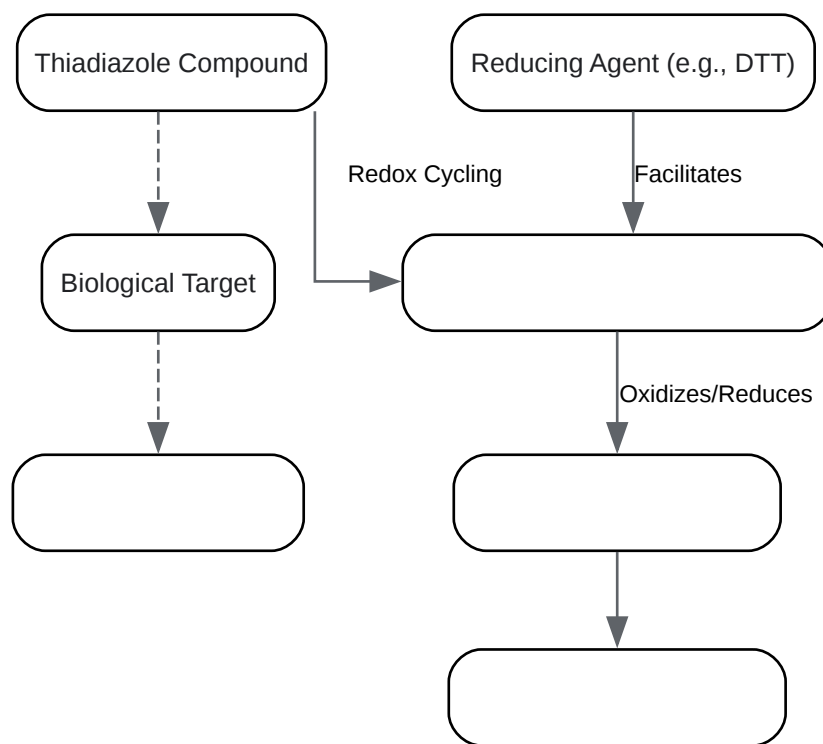 Thiadiazole Compound
Reducing Agent (e.g., DTT)
Redox Cycling
Facilitates
Biological Target
Oxidizes/Reduces